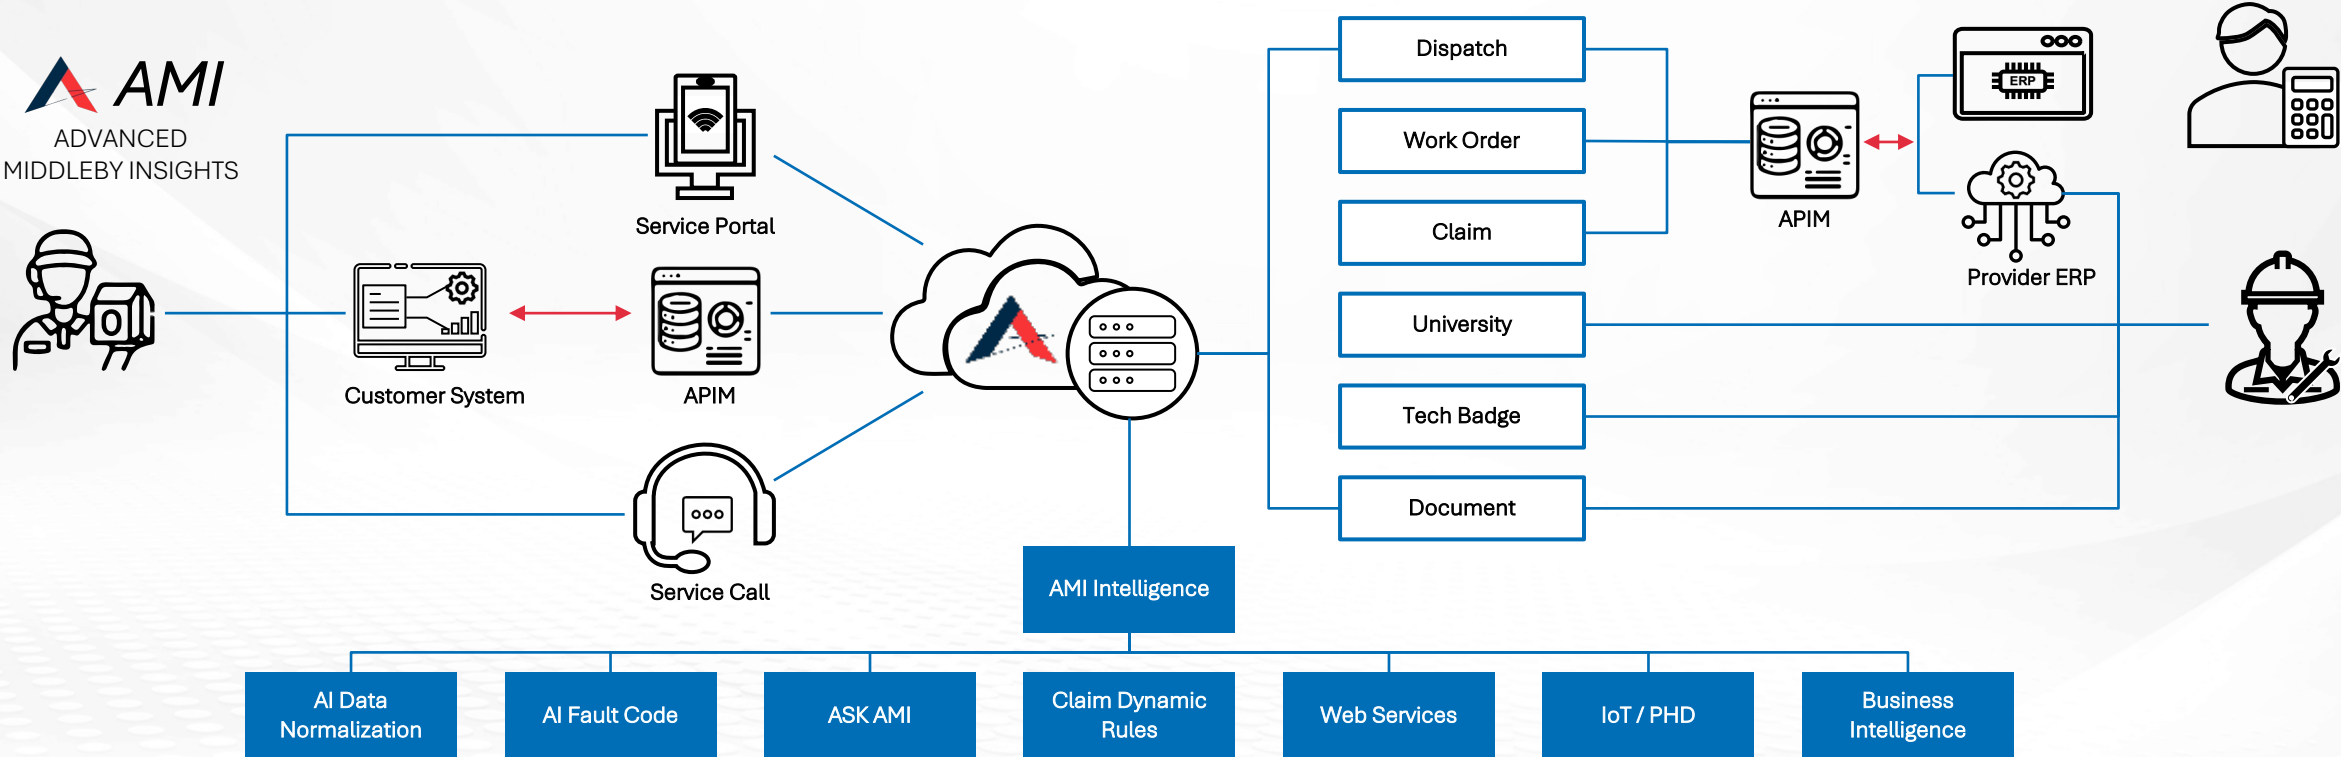 AMI
ADVANCED
MIDDLEBY INSIGHTS
Service Portal
Customer System
APIM
Service Call
Dispatch
Work Order
Claim
University
Tech Badge
Document
APIM
ERP
Provider ERP
AMI Intelligence
AI Data
Normalization
AI Fault Code
ASK AMI
Claim Dynamic
Rules
Web Services
IoT / PHD
Business
Intelligence